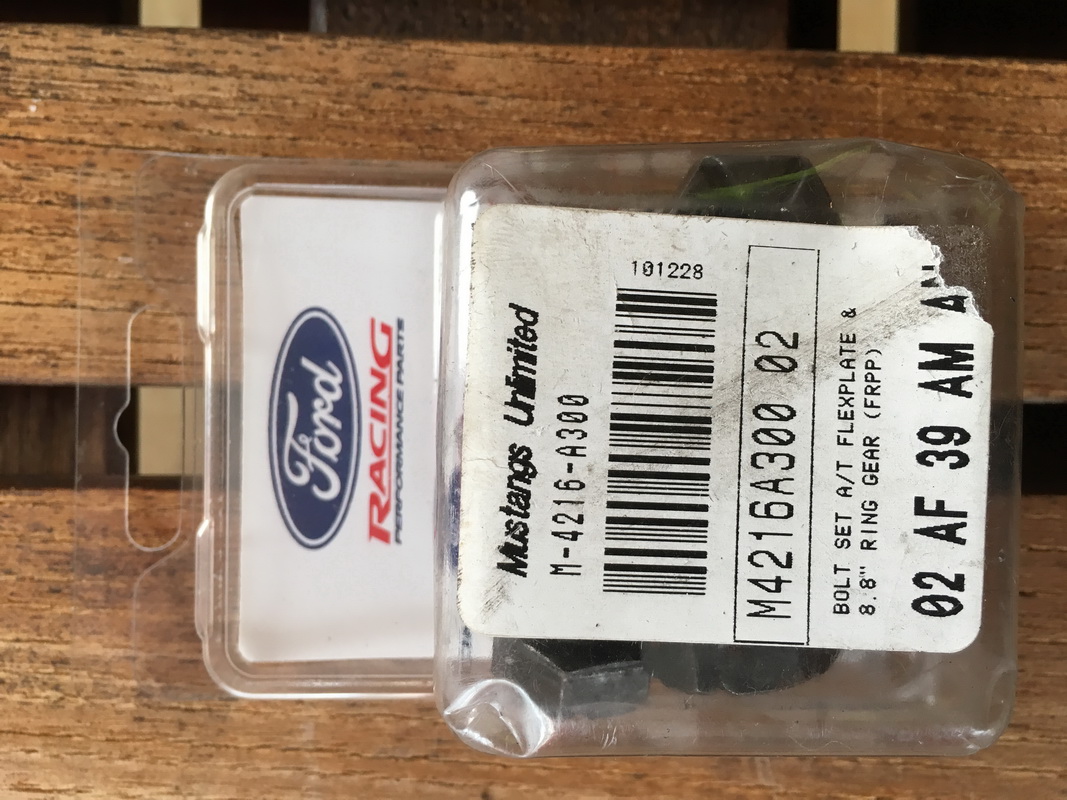 Ford
RACING
PERFORMANCE PARTS
Mustangs Unlimited
M-4216-A300
101228
M4216A300 02
BOLT SET A/T FLEXPLATE &
8.8" RING GEAR (FRPP)
02 AF 39 AM